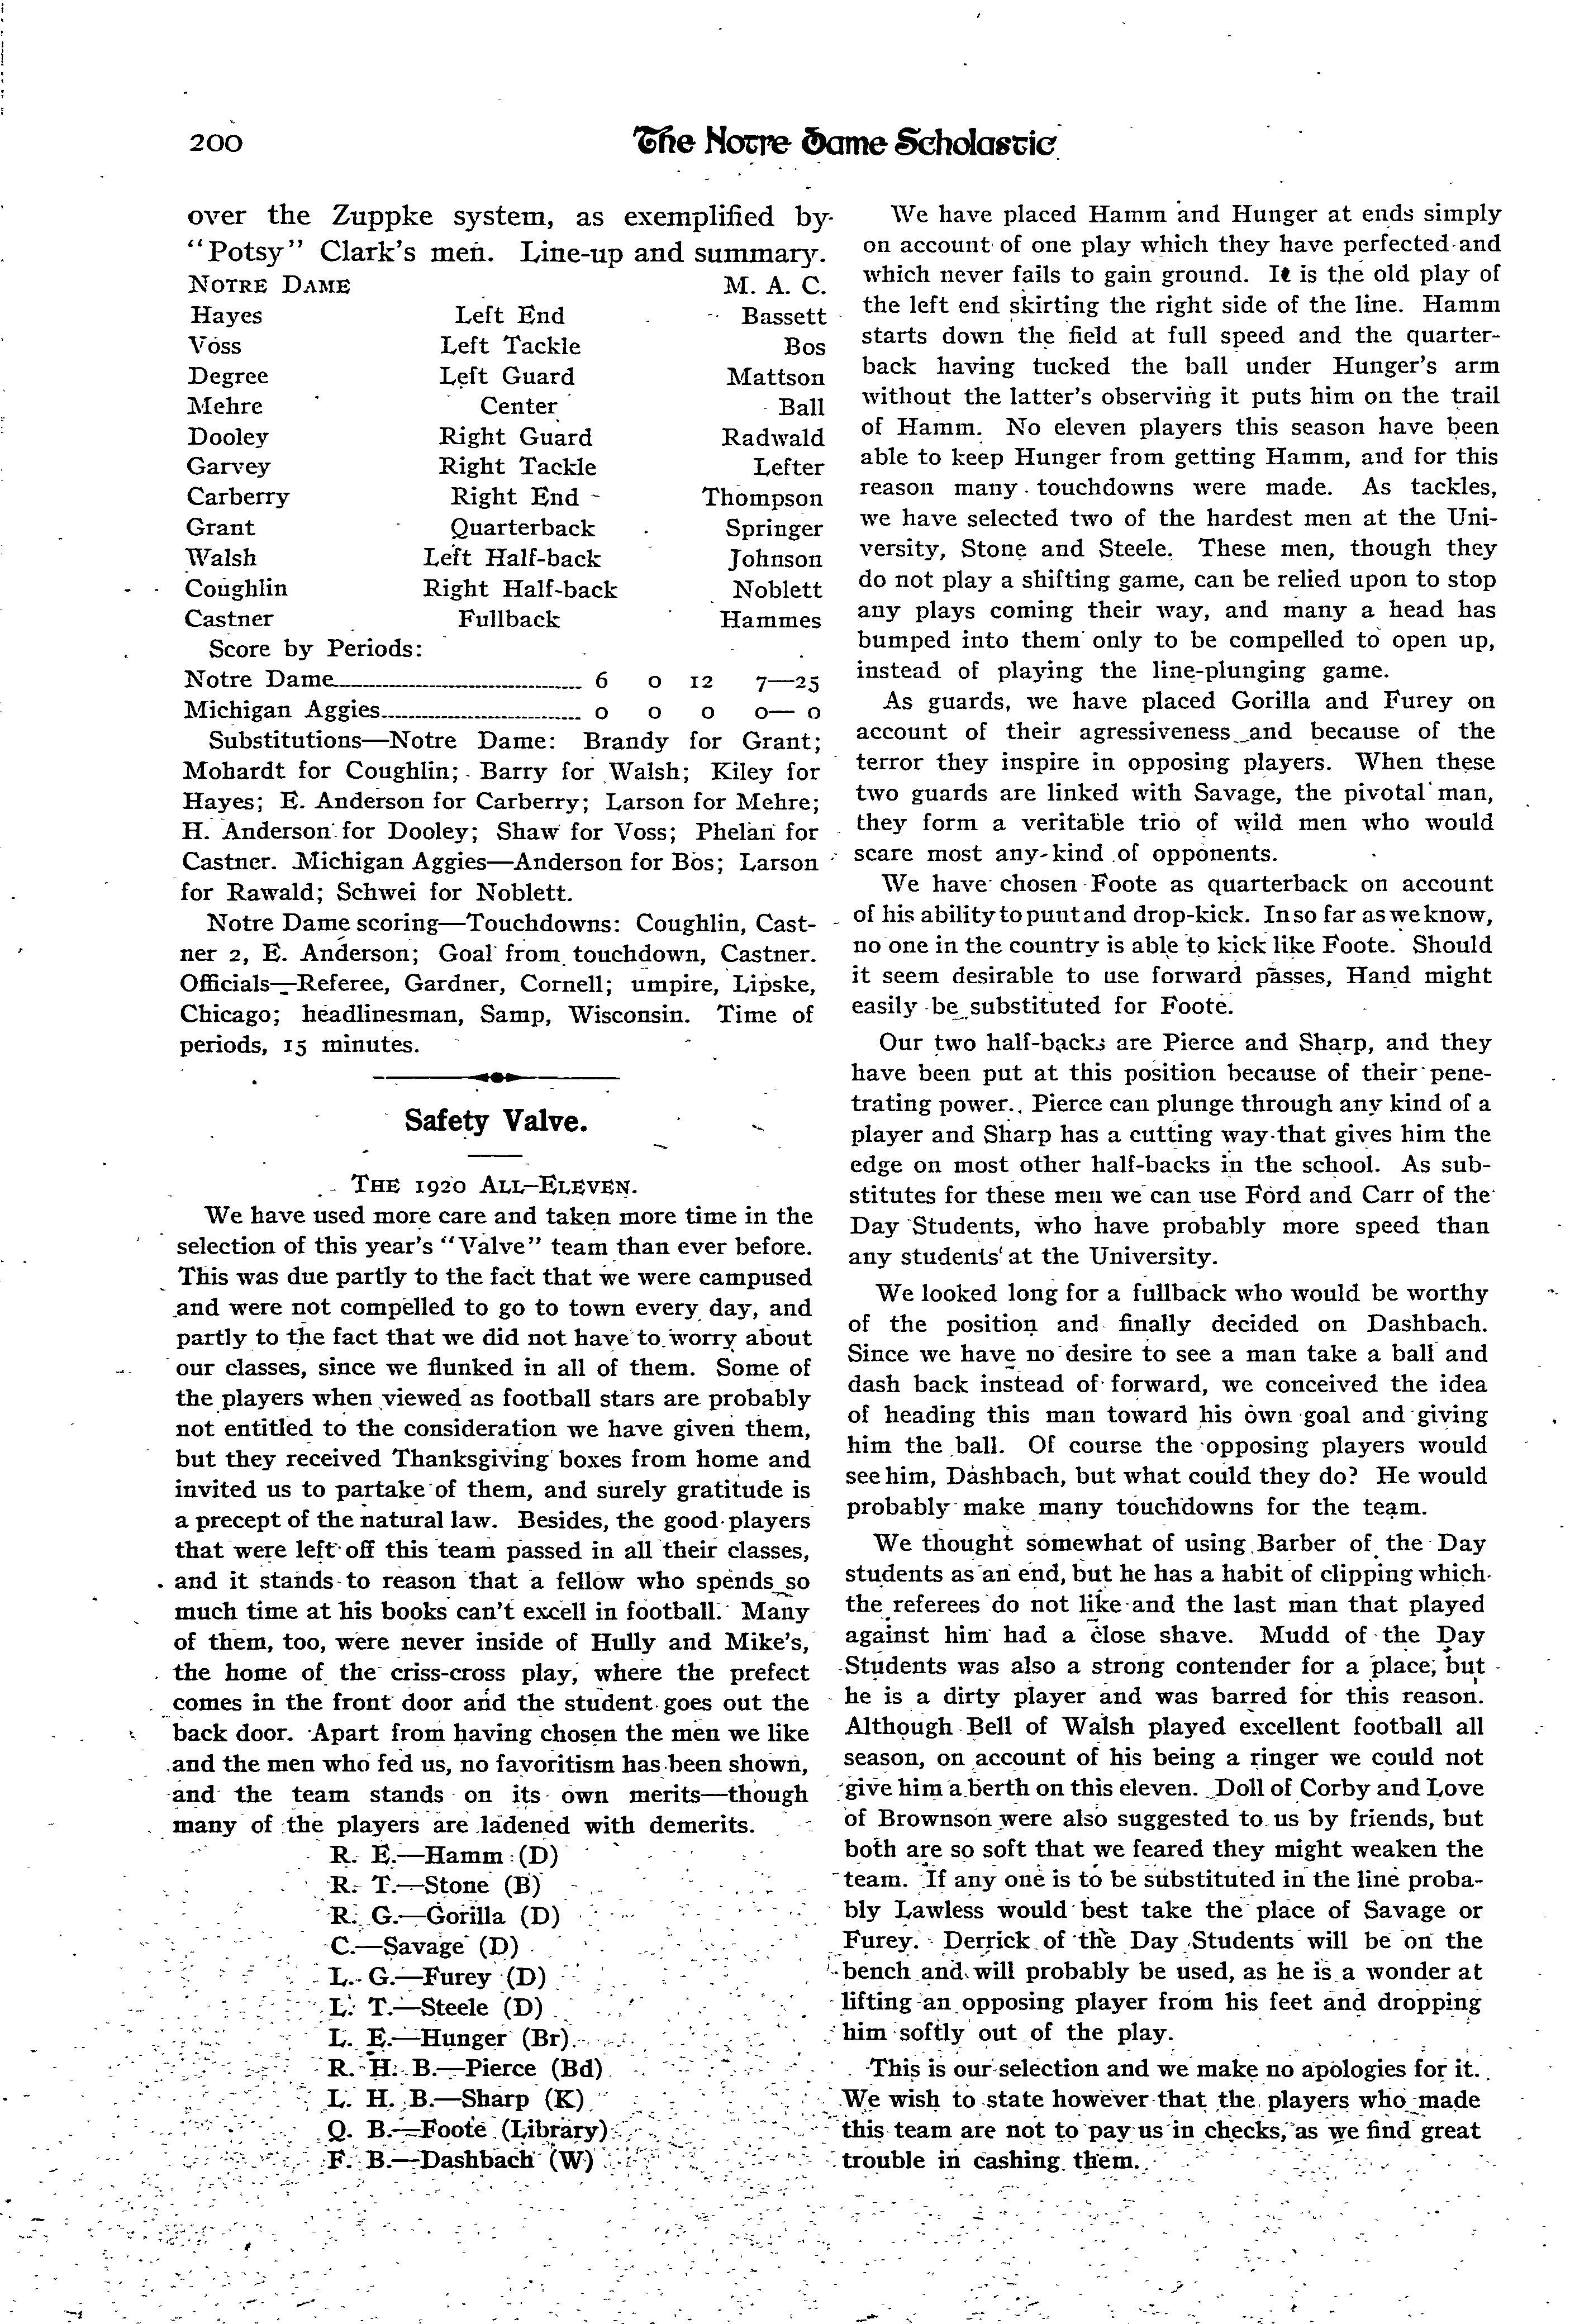 200
The Notre Dame Scholastic
over the Zuppke system, as exemplified by
"Potsy" Clark's men. Line-up and summary.
NOTRE DAME M. A. C.
Hayes Left End Bassett
Voss Left Tackle Bos
Degree Left Guard Mattson
Mehre Center Ball
Dooley Right Guard Radwald
Garvey Right Tackle Lefter
Carberry Right End Thompson
Grant Quarterback Springer
Walsh Left Half-back Johnson
Coughlin Right Half-back Noblett
Castner Fullback Hammes
Score by Periods:
Notre Dame 6 0 12 7—25
Michigan Aggies 0 0 0 0— 0
Substitutions—Notre Dame: Brandy for Grant;
Mohardt for Coughlin; Barry for Walsh; Kiley for
Hayes; E. Anderson for Carberry; Larson for Mehre;
H. Anderson for Dooley; Shaw for Voss; Phelan for
Castner. Michigan Aggies—Anderson for Bos; Larson
for Rawald; Schwei for Noblett.
Notre Dame scoring—Touchdowns: Coughlin, Cast-
ner 2, E. Anderson; Goal from touchdown, Castner.
Officials—Referee, Gardner, Cornell; umpire, Lipske,
Chicago; headlinesman, Samp, Wisconsin. Time of
periods, 15 minutes.
Safety Valve.
THE 1920 ALL-ELEVEN.
We have used more care and taken more time in the
selection of this year's "Valve" team than ever before.
This was due partly to the fact that we were campused
and were not compelled to go to town every day, and
partly to the fact that we did not have to worry about
our classes, since we flunked in all of them. Some of
the players when viewed as football stars are probably
not entitled to the consideration we have given them,
but they received Thanksgiving boxes from home and
invited us to partake of them, and surely gratitude is
a precept of the natural law. Besides, the good players
that were left off this team passed in all their classes,
and it stands to reason that a fellow who spends so
much time at his books can't excell in football. Many
of them, too, were never inside of Hully and Mike's,
the home of the criss-cross play, where the prefect
comes in the front door and the student goes out the
back door. Apart from having chosen the men we like
and the men who fed us, no favoritism has been shown,
and the team stands on its own merits—though
many of the players are ladened with demerits.
R. E.—Hamm (D)
R. T.—Stone (B)
R. G.—Gorilla (D)
C.—Savage (D)
L. G.—Furey (D)
L. T.—Steele (D)
L. E.—Hunger (Br)
R. H. B.—Pierce (Bd)
L. H. B.—Sharp (K)
Q. B.—Foote (Library)
F. B.—Dashbach (W)
We have placed Hamm and Hunger at ends simply
on account of one play which they have perfected and
which never fails to gain ground. It is the old play of
the left end skirting the right side of the line. Hamm
starts down the field at full speed and the quarter-
back having tucked the ball under Hunger's arm
without the latter's observing it puts him on the trail
of Hamm. No eleven players this season have been
able to keep Hunger from getting Hamm, and for this
reason many touchdowns were made. As tackles,
we have selected two of the hardest men at the Uni-
versity, Stone and Steele. These men, though they
do not play a shifting game, can be relied upon to stop
any plays coming their way, and many a head has
bumped into them only to be compelled to open up,
instead of playing the line-plunging game.
As guards, we have placed Gorilla and Furey on
account of their agressiveness and because of the
terror they inspire in opposing players. When these
two guards are linked with Savage, the pivotal man,
they form a veritable trio of wild men who would
scare most any kind of opponents.
We have chosen Foote as quarterback on account
of his ability to punt and drop-kick. In so far as we know,
no one in the country is able to kick like Foote. Should
it seem desirable to use forward passes, Hand might
easily be substituted for Foote.
Our two half-backs are Pierce and Sharp, and they
have been put at this position because of their pene-
trating power. Pierce can plunge through any kind of a
player and Sharp has a cutting way that gives him the
edge on most other half-backs in the school. As sub-
stitutes for these men we can use Ford and Carr of the
Day Students, who have probably more speed than
any students at the University.
We looked long for a fullback who would be worthy
of the position and finally decided on Dashbach.
Since we have no desire to see a man take a ball and
dash back instead of forward, we conceived the idea
of heading this man toward his own goal and giving
him the ball. Of course the opposing players would
see him, Dashbach, but what could they do? He would
probably make many touchdowns for the team.
We thought somewhat of using Barber of the Day
students as an end, but he has a habit of clipping which
the referees do not like and the last man that played
against him had a close shave. Mudd of the Day
Students was also a strong contender for a place, but
he is a dirty player and was barred for this reason.
Although Bell of Walsh played excellent football all
season, on account of his being a ringer we could not
give him a berth on this eleven. Doll of Corby and Love
of Brownson were also suggested to us by friends, but
both are so soft that we feared they might weaken the
team. If any one is to be substituted in the line proba-
bly Lawless would best take the place of Savage or
Furey. Derrick of the Day Students will be on the
bench and will probably be used, as he is a wonder at
lifting an opposing player from his feet and dropping
him softly out of the play.
This is our selection and we make no apologies for it.
We wish to state however that the players who made
this team are not to pay us in checks, as we find great
trouble in cashing them.